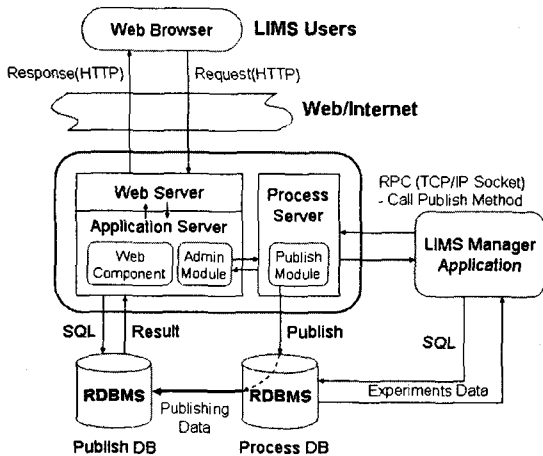 Web Browser
LIMS Users
Response(HTTP)
Request(HTTP)
Web/Internet
Web Server
Process
Server
RPC (TCP/IP Socket)
- Call Publish Method
Application Server
Web
Component
Admin
Module
Publish
Module
LIMS Manager
Application
SQL
Result
Publish
SQL
RDBMS
Publishing
Data
RDBMS
Experiments Data
Publish DB
Process DB